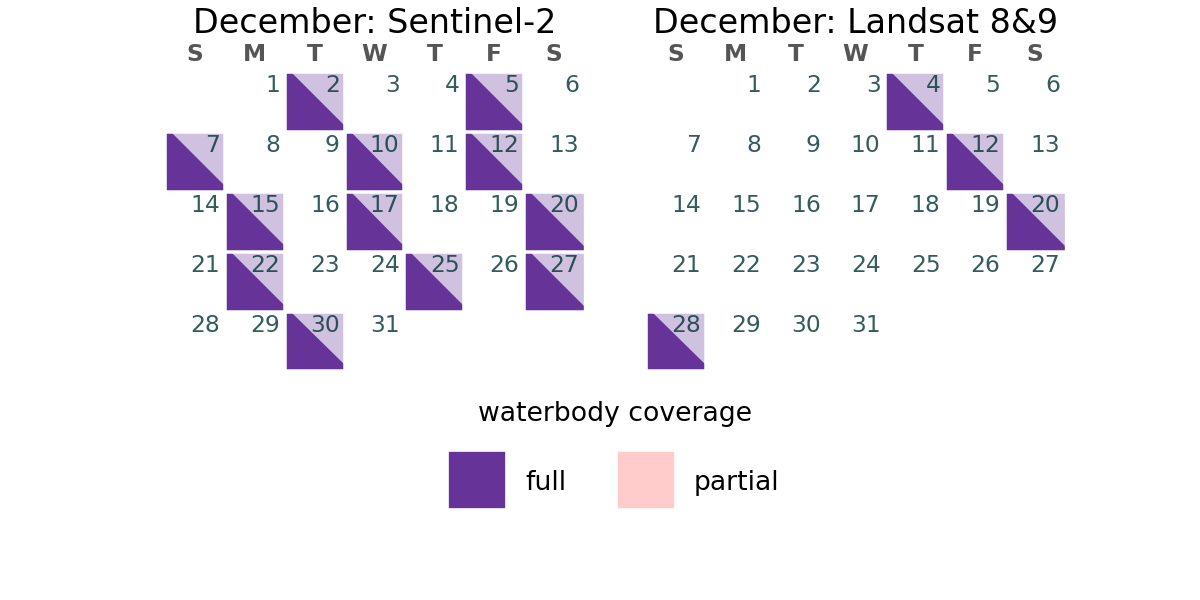 December: Sentinel-2
S M T W T F S
1 2 3 4 5 6
7 8 9 10 11 12 13
14 15 16 17 18 19 20
21 22 23 24 25 26 27
28 29 30 31
December: Landsat 8&9
S M T W T F S
1 2 3 4 5 6
7 8 9 10 11 12 13
14 15 16 17 18 19 20
21 22 23 24 25 26 27
28 29 30 31
waterbody coverage
full partial